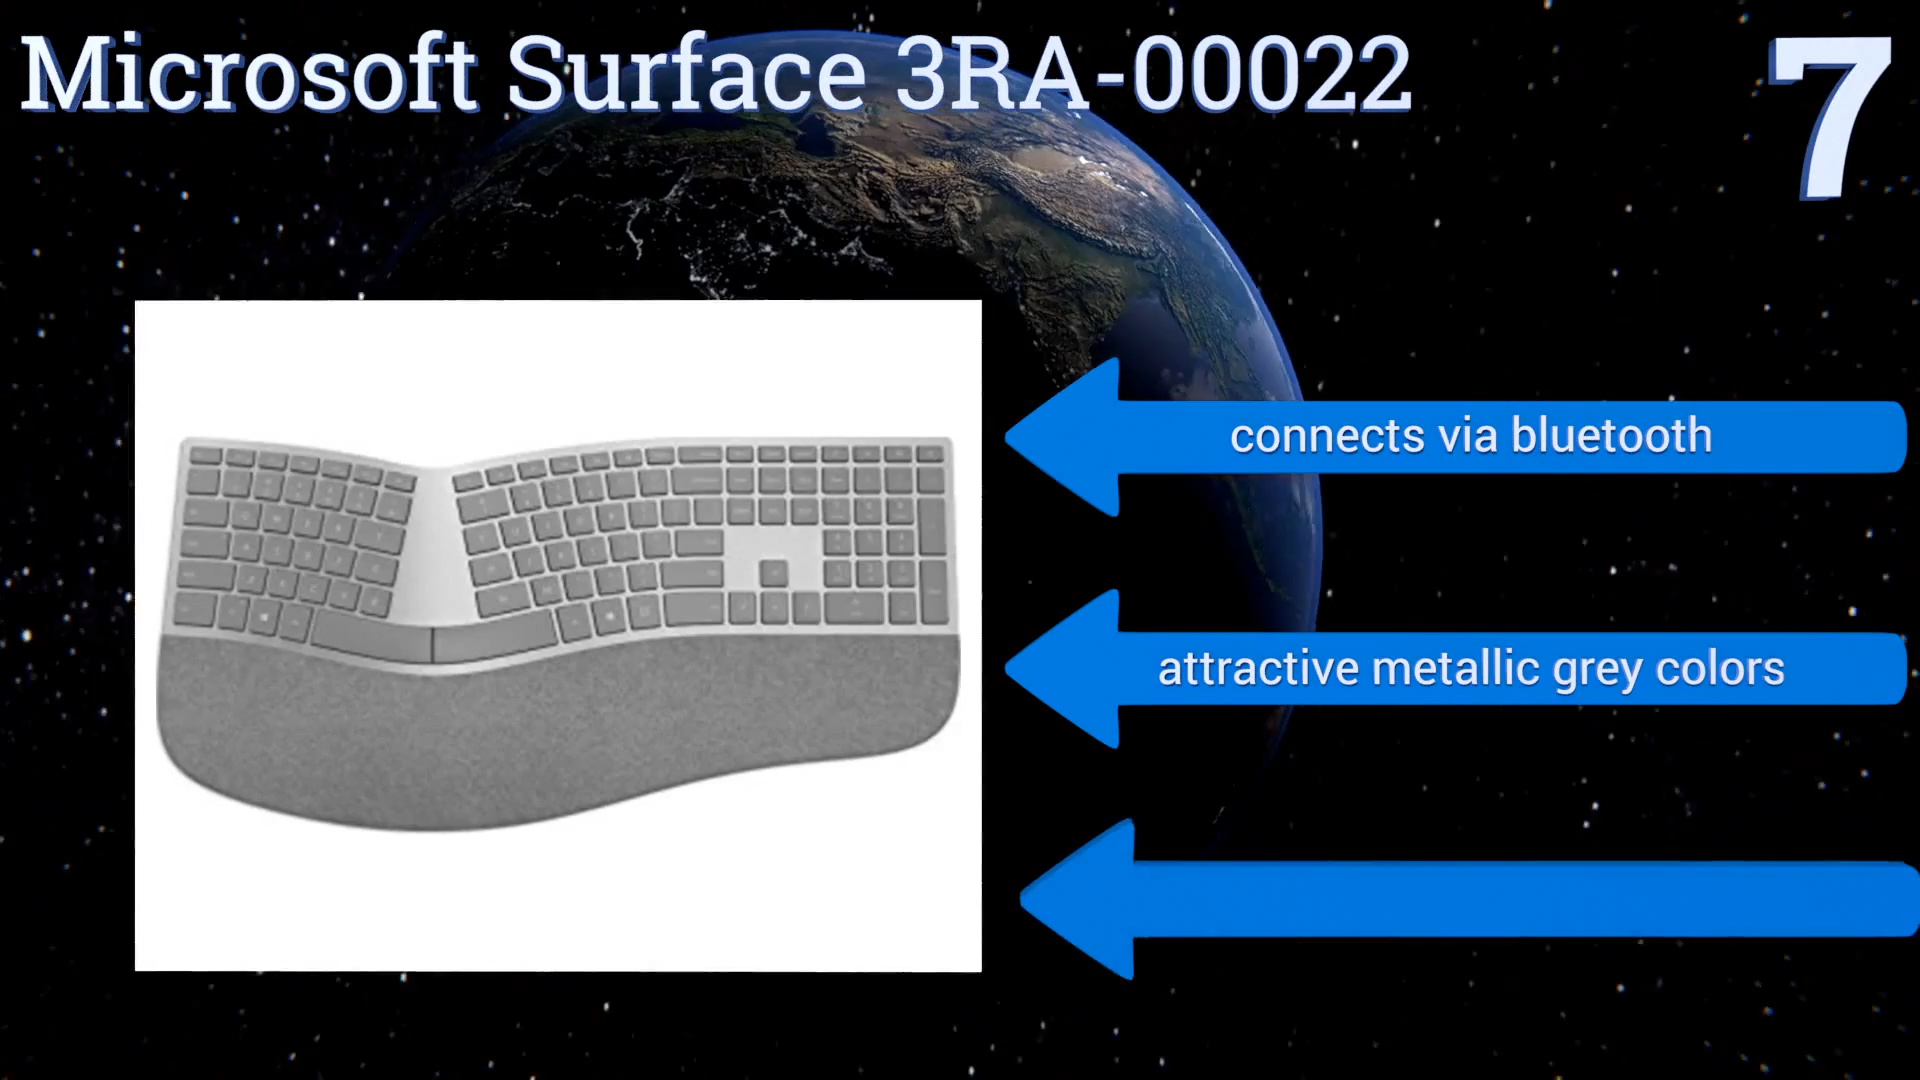 Microsoft Surface 3RA-00022
7
connects via bluetooth
attractive metallic grey colors